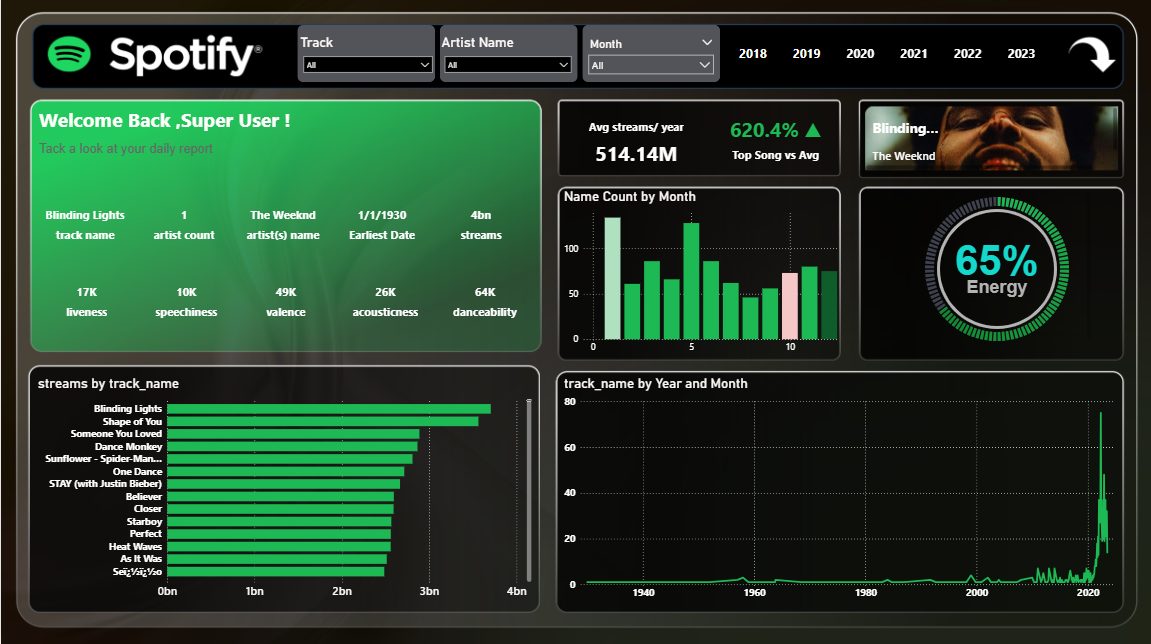 Spotify®
Track
All
Artist Name
All
Month
All
2018 2019 2020 2021 2022 2023
Welcome Back ,Super User !
Tack a look at your daily report
Blinding Lights 1 The Weeknd 1/1/1930 4bn
track name artist count artist(s) name Earliest Date streams
17K 10K 49K 26K 64K
liveness speechiness valence acousticness danceability
Avg streams/ year
514.14M
620.4% ▲
Top Song vs Avg
Blinding...
The Weeknd
Name Count by Month
100
50
0
0 5 10
65%
Energy
streams by track_name
Blinding Lights
Shape of You
Someone You Loved
Dance Monkey
Sunflower - Spider-Man...
One Dance
STAY (with Justin Bieber)
Believer
Closer
Starboy
Perfect
Heat Waves
As It Was
Seï¿½ï¿½o
0bn 1bn 2bn 3bn 4bn
track_name by Year and Month
80
60
40
20
0
1940 1960 1980 2000 2020